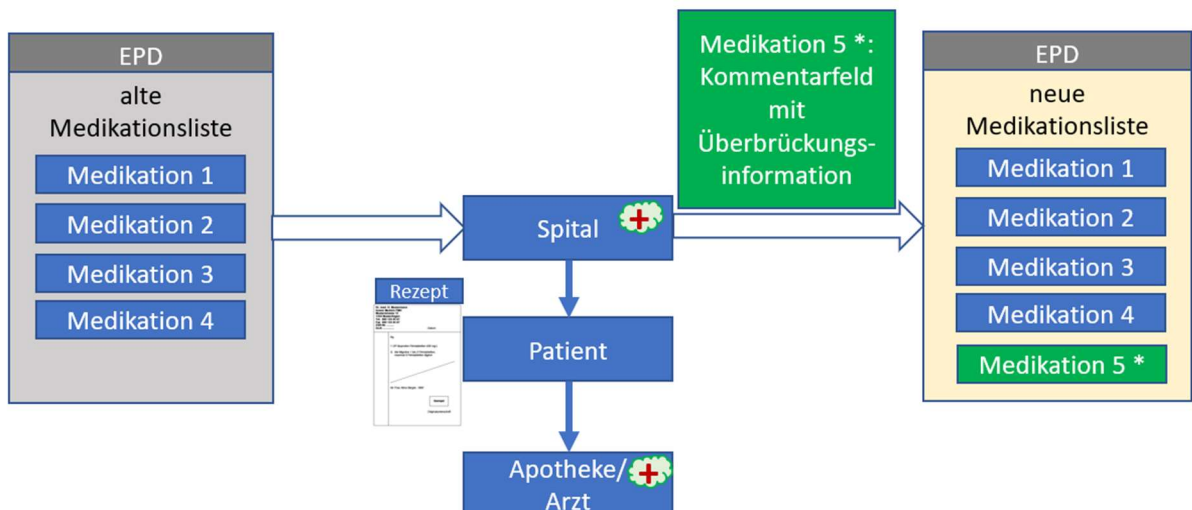 EPD
alte
Medikationsliste
Medikation 1
Medikation 2
Medikation 3
Medikation 4
Spital
Rezept
Patient
Apotheke/
Arzt
Medikation 5 *:
Kommentarfeld
mit
Überbrückungs-
information
EPD
neue
Medikationsliste
Medikation 1
Medikation 2
Medikation 3
Medikation 4
Medikation 5 *